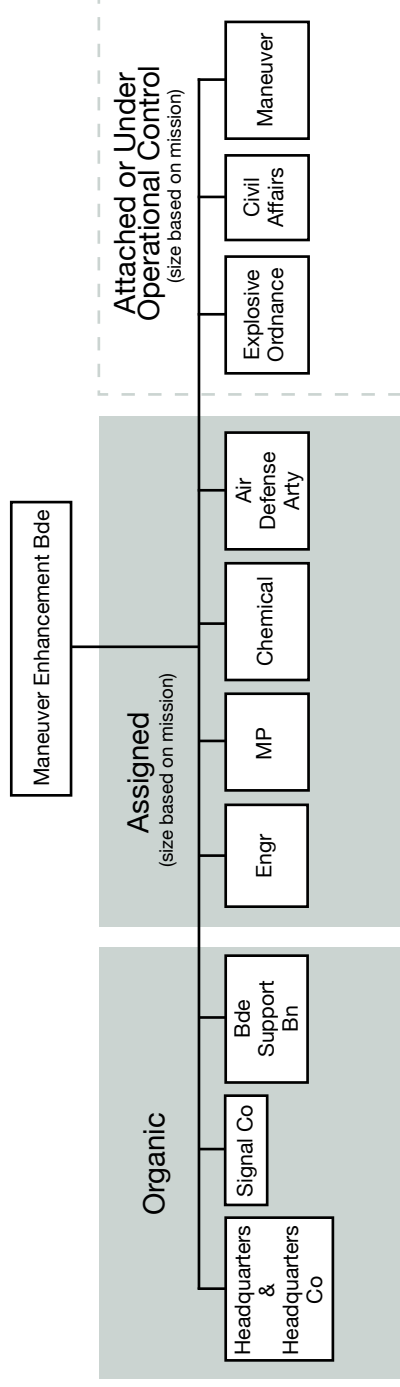 Maneuver Enhancement Bde
Organic
Headquarters
&
Headquarters
Co
Signal Co
Bde
Support
Bn
Assigned
(size based on mission)
Engr
MP
Chemical
Air
Defense
Arty
Attached or Under
Operational Control
(size based on mission)
Explosive
Ordnance
Civil
Affairs
Maneuver